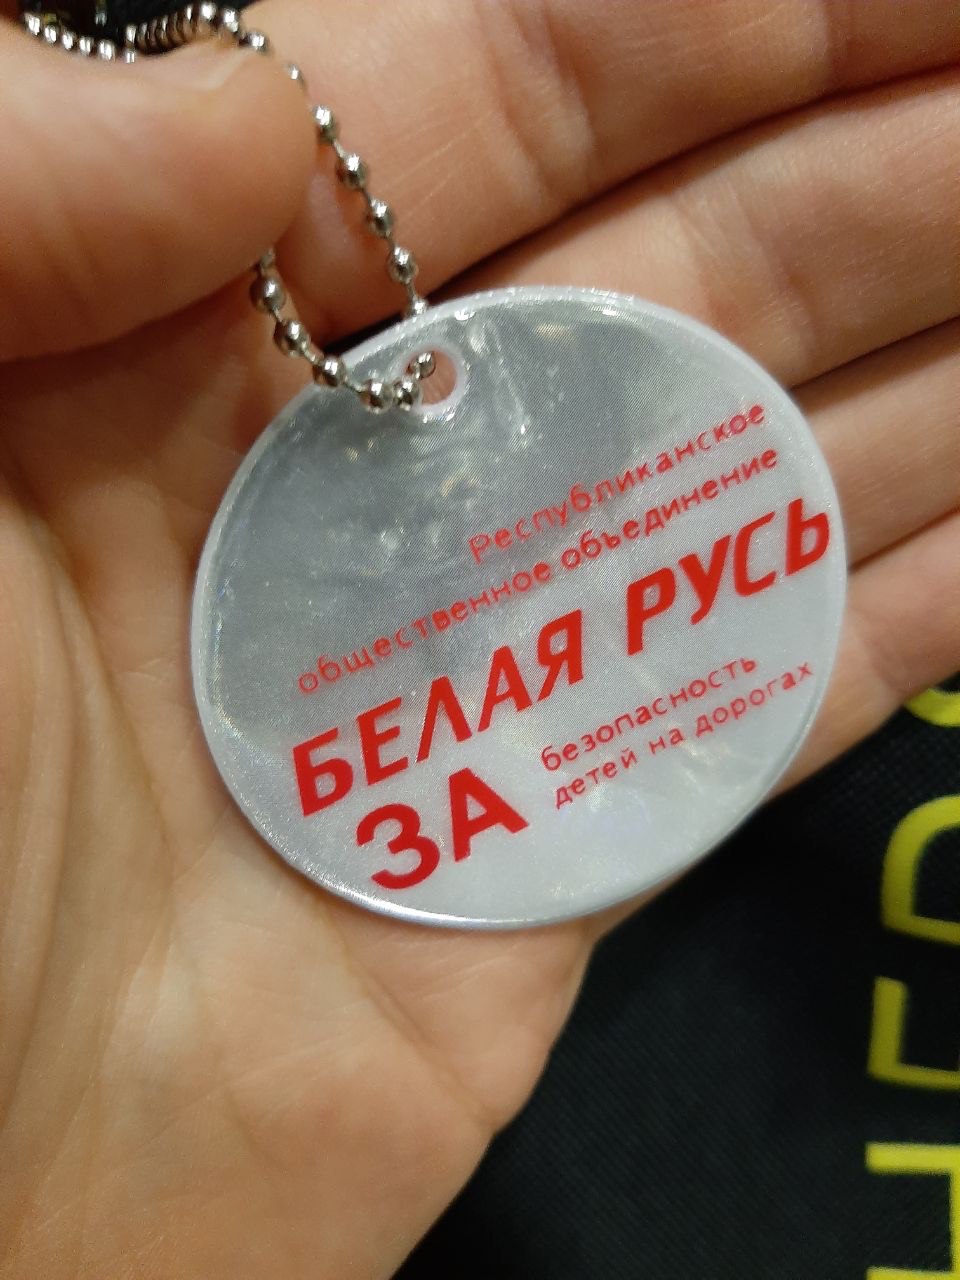 Республиканское
общественное объединение
БЕЛАЯ РУСЬ
ЗА
безопасность
детей на дорогах